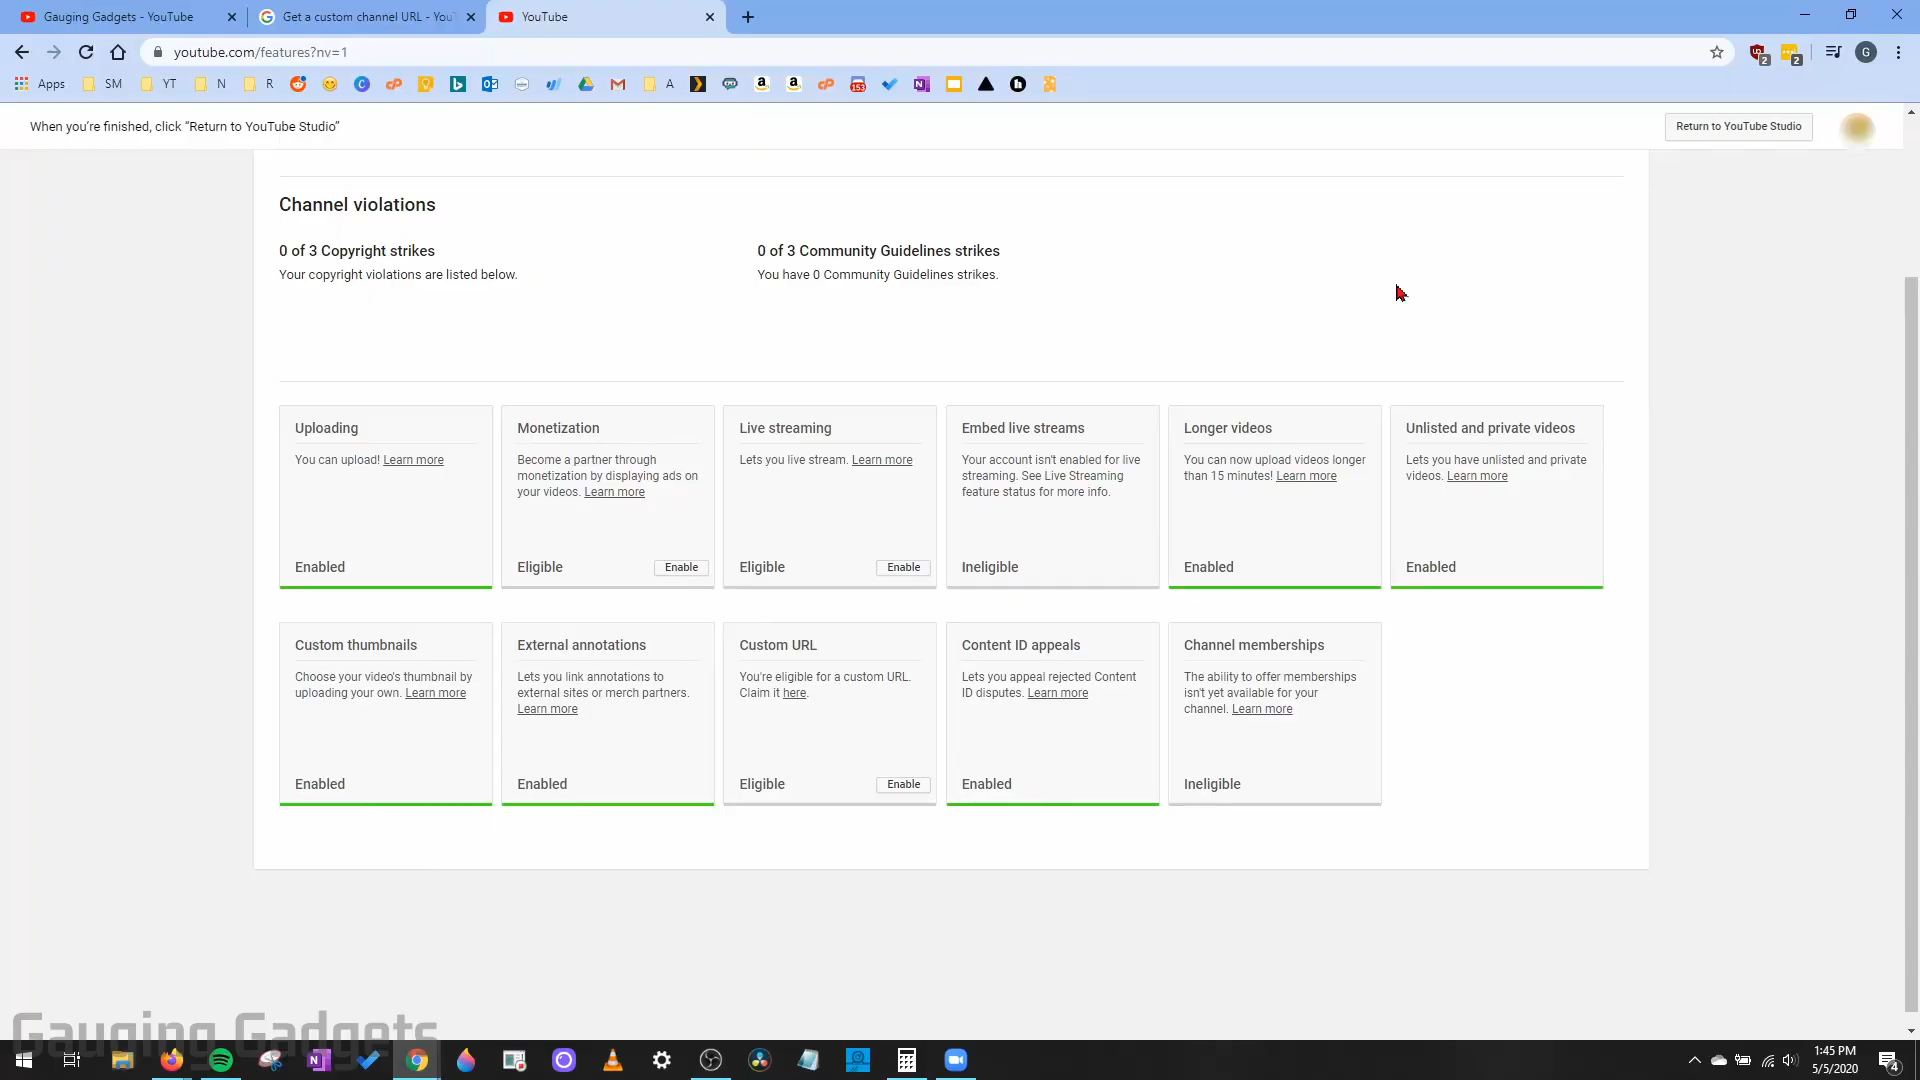 Gauging Gadgets - YouTube
Get a custom channel URL - You
YouTube
youtube.com/features?nv=1
2
2
G
Apps
SM
YT
N
R
A
153
When you're finished, click "Return to YouTube Studio"
Return to YouTube Studio
Channel violations
0 of 3 Copyright strikes
Your copyright violations are listed below.
0 of 3 Community Guidelines strikes
You have 0 Community Guidelines strikes.
Uploading
You can upload! Learn more
Enabled
Monetization
Become a partner through
monetization by displaying ads on
your videos. Learn more
Eligible
Enable
Live streaming
Lets you live stream. Learn more
Eligible
Enable
Embed live streams
Your account isn't enabled for live
streaming. See Live Streaming
feature status for more info.
Ineligible
Longer videos
You can now upload videos longer
than 15 minutes! Learn more
Enabled
Unlisted and private videos
Lets you have unlisted and private
videos. Learn more
Enabled
Custom thumbnails
Choose your video's thumbnail by
uploading your own. Learn more
Enabled
External annotations
Lets you link annotations to
external sites or merch partners.
Learn more
Enabled
Custom URL
You're eligible for a custom URL.
Claim it here.
Eligible
Enable
Content ID appeals
Lets you appeal rejected Content
ID disputes. Learn more
Enabled
Channel memberships
The ability to offer memberships
isn't yet available for your
channel. Learn more
Ineligible
Gauging Gadgets
1:45 PM
5/5/2020
4